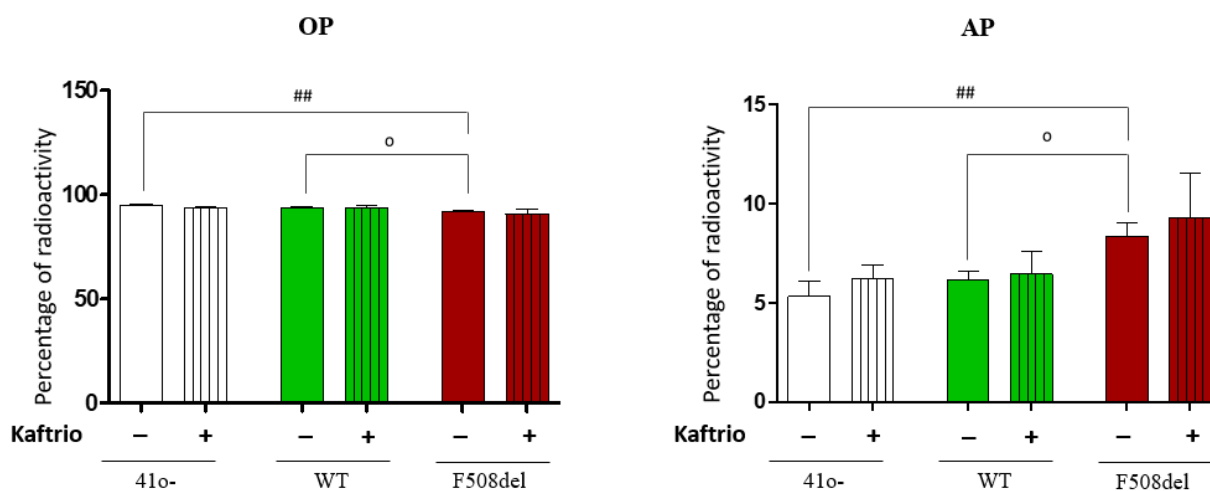 OP
Percentage of radioactivity
150
100
50
0
##
o
Kaftrio − + − + − +
41o- WT F508del
AP
Percentage of radioactivity
15
10
5
0
##
o
Kaftrio − + − + − +
41o- WT F508del